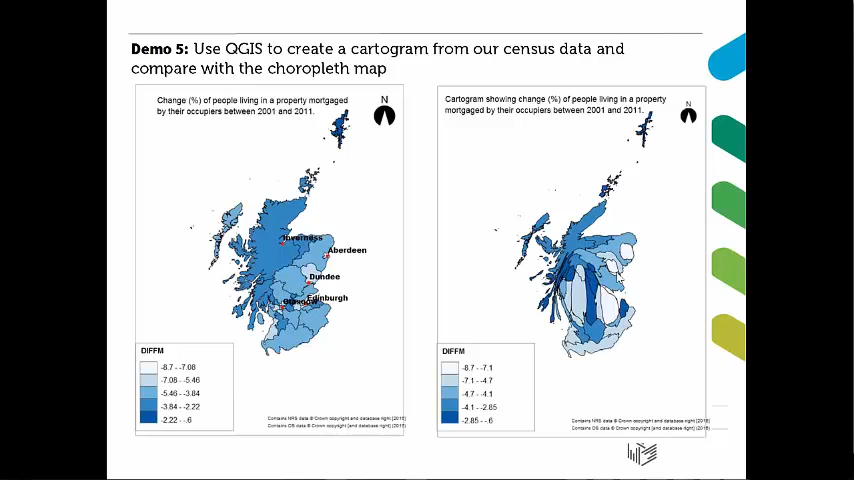 Demo 5: Use QGIS to create a cartogram from our census data and
compare with the choropleth map
Change (%) of people living in a property mortgaged
by their occupiers between 2001 and 2011.
N
Inverness
Aberdeen
Dundee
Edinburgh
Glasgow
DIFFM
-8.7 - -7.08
-7.08 - -5.46
-5.46 - -3.84
-3.84 - -2.22
-2.22 - -.6
Contains NRS data © Crown copyright and database right [2016]
Contains OS data © Crown copyright and database right (2016)
Cartogram showing change (%) of people living in a property
mortgaged by their occupiers between 2001 and 2011.
N
DIFFM
-8.7 - -7.1
-7.1 - -4.7
-4.7 - -4.1
-4.1 - -2.85
-2.85 - -.6
Contains NRS data © Crown copyright and database right [2016]
Contains OS data © Crown copyright and database right (2016)